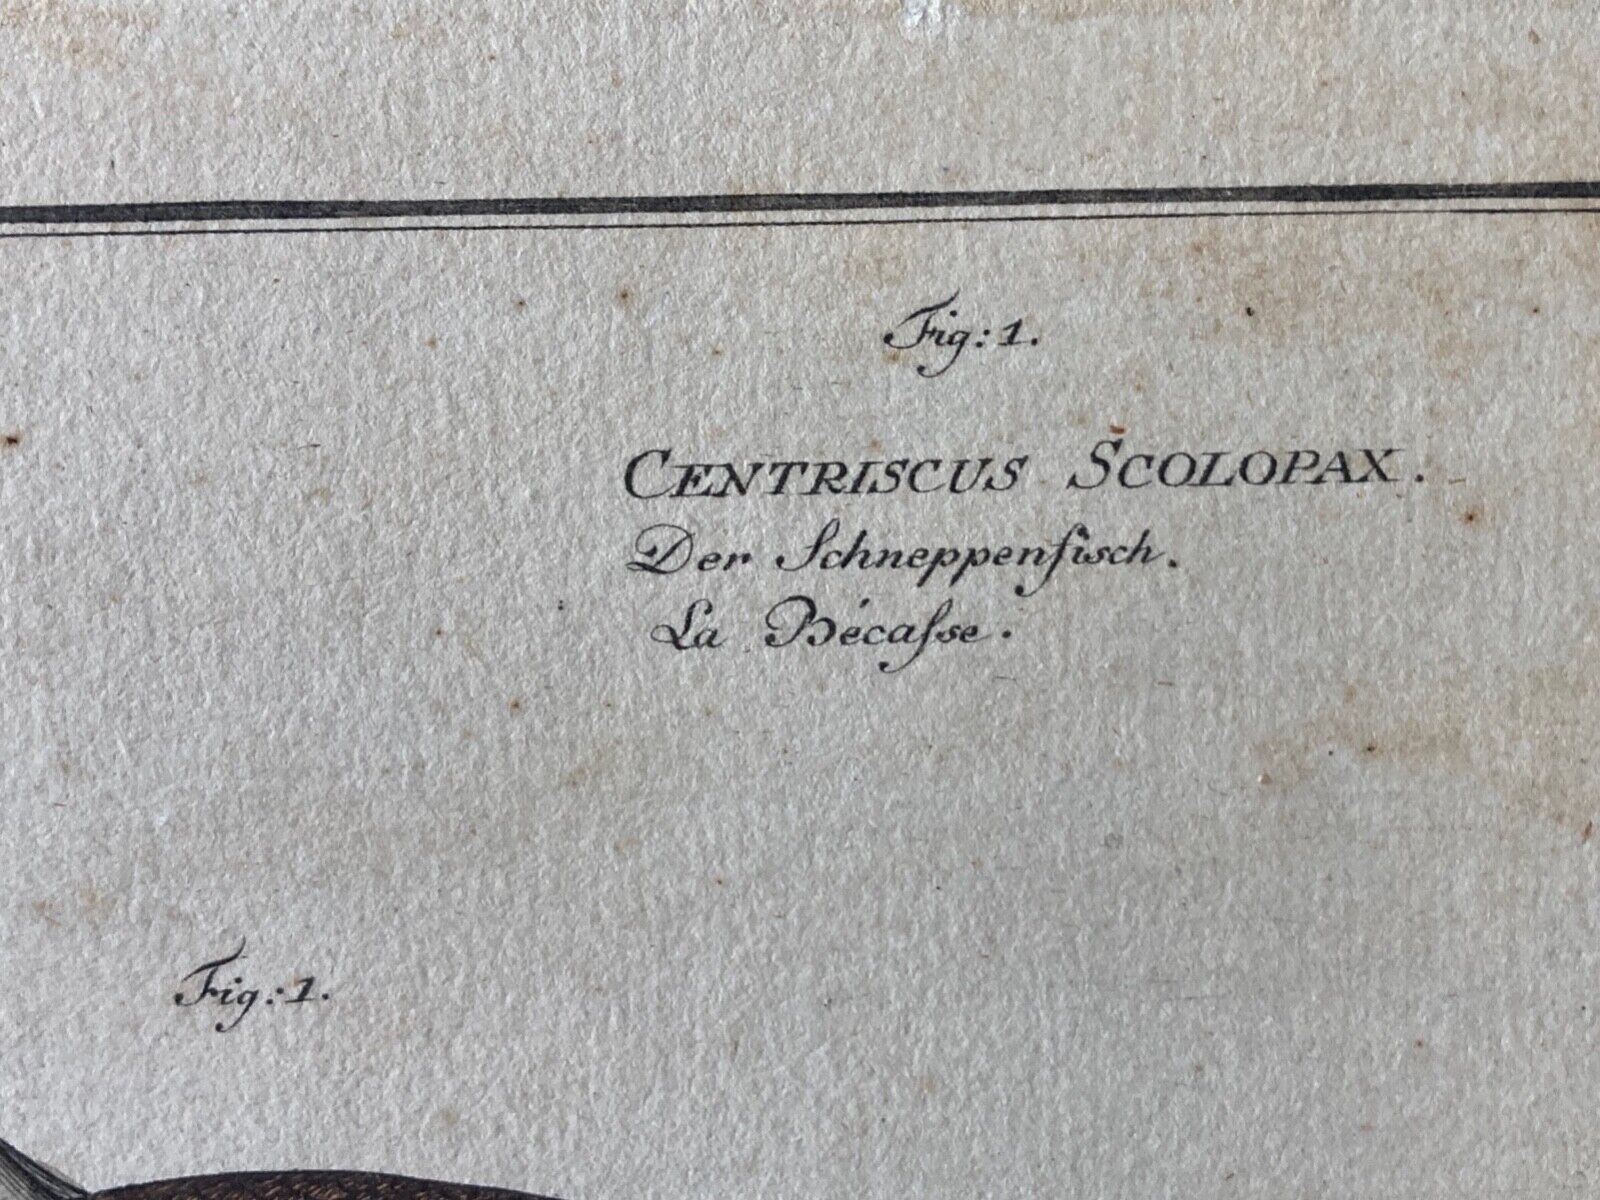 Fig: 1.
CENTRISCUS SCOLOPAX.
Der Schneppenfisch.
La Bécaſse.
Fig: 1.